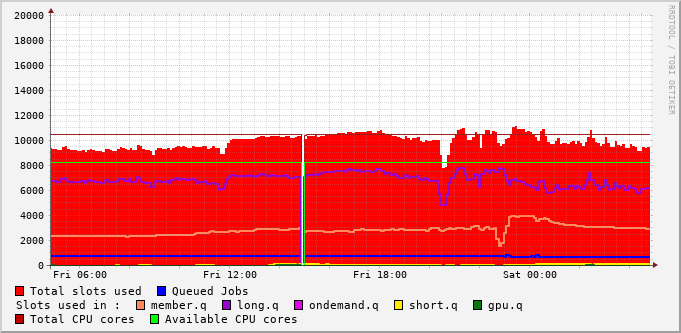 20000
18000
16000
14000
12000
10000
8000
6000
4000
2000
0
Fri 06:00 Fri 12:00 Fri 18:00 Sat 00:00
RRDTOOL / TOBI OETIKER
Total slots used Queued Jobs
Slots used in : member.q long.q ondemand.q short.q gpu.q
Total CPU cores Available CPU cores